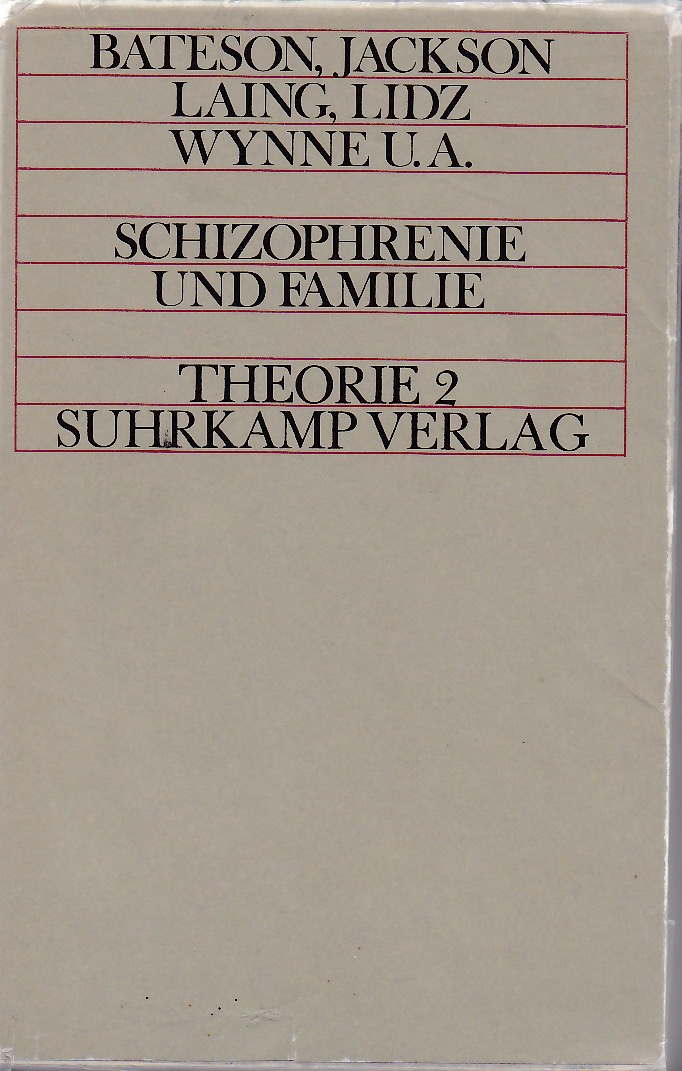 BATESON, JACKSON
LAING, LIDZ
WYNNE U. A.
SCHIZOPHRENIE
UND FAMILIE
THEORIE 2
SUHRKAMP VERLAG